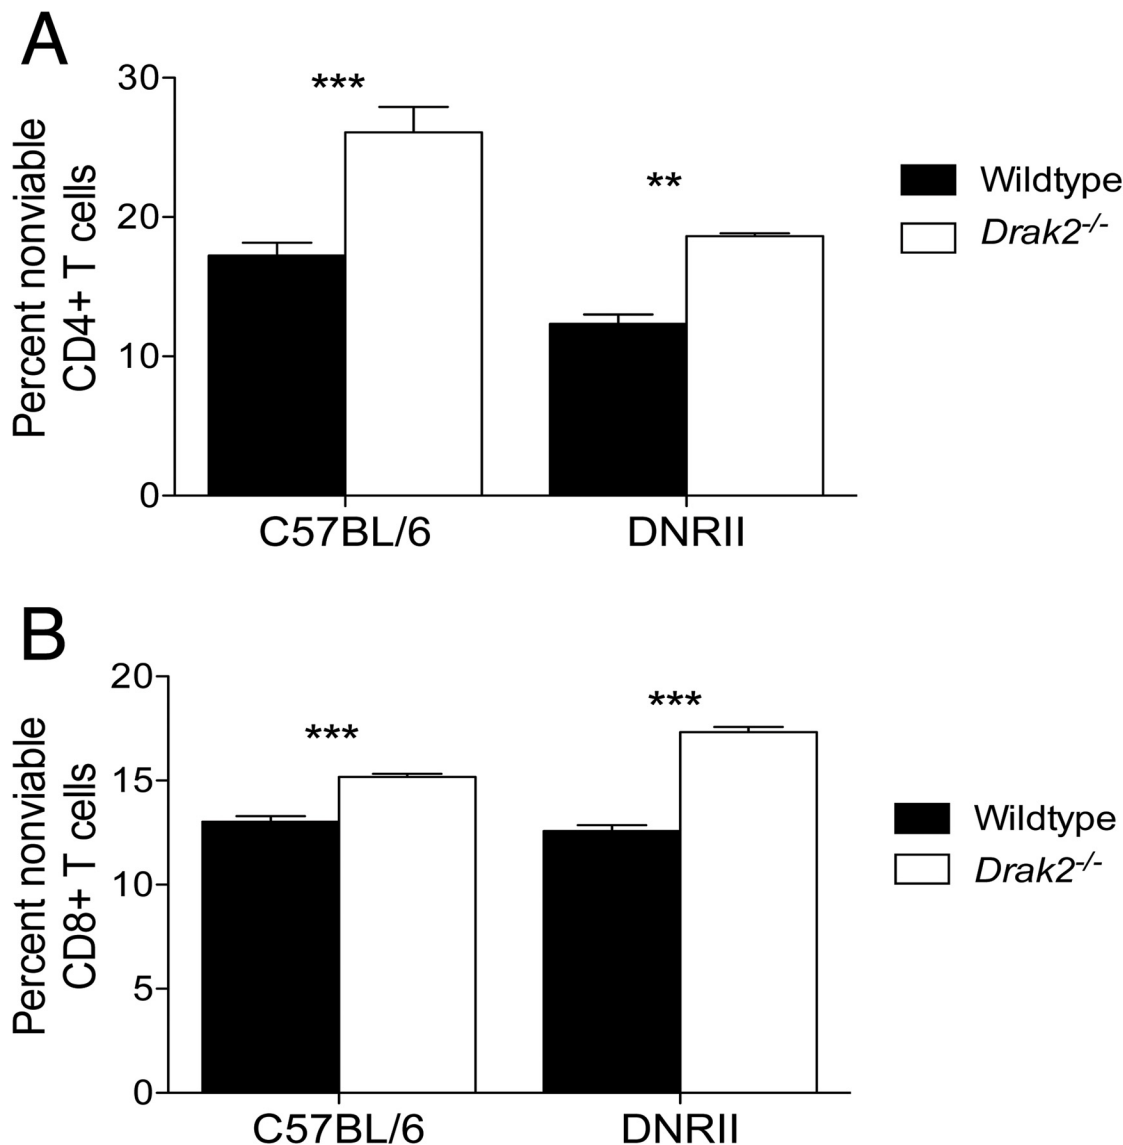 A
Percent nonviable
CD4+ T cells
30
20
10
0
***
**
C57BL/6
DNRII
Wildtype
Drak2-/-
B
Percent nonviable
CD8+ T cells
20
15
10
5
0
***
***
C57BL/6
DNRII
Wildtype
Drak2-/-